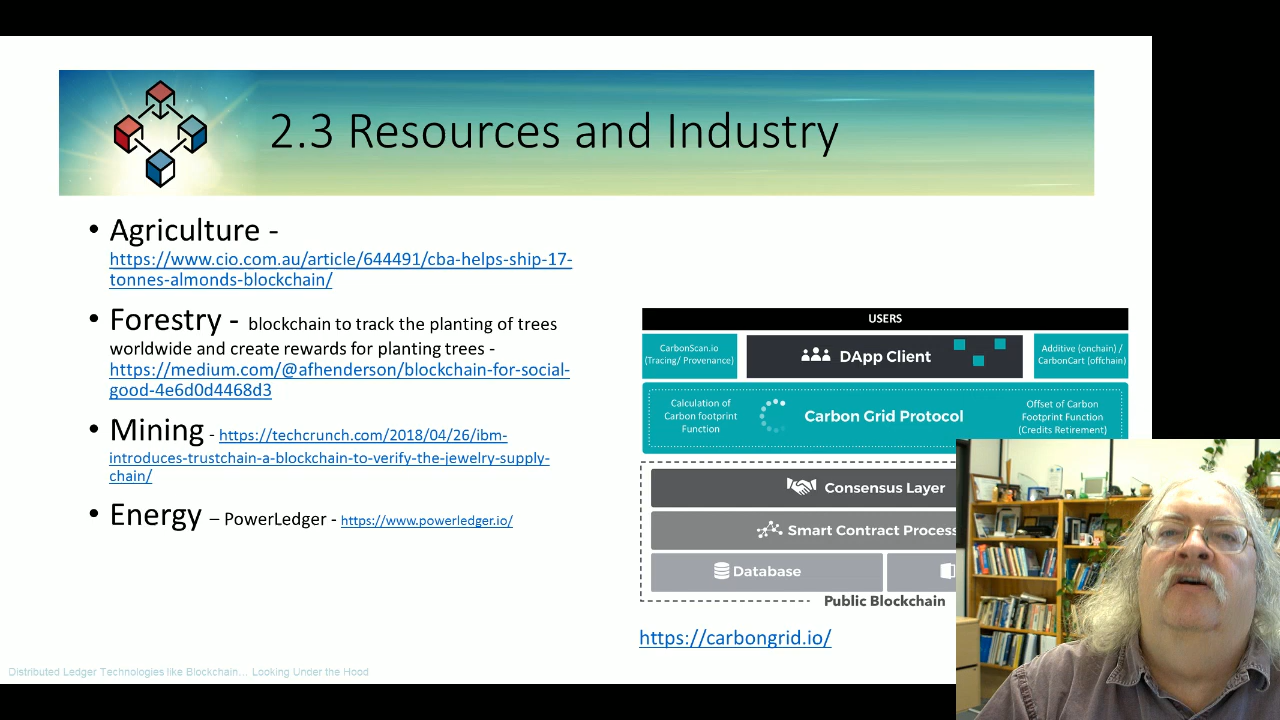 2.3 Resources and Industry
• Agriculture -
https://www.cio.com.au/article/644491/cba-helps-ship-17-
tonnes-almonds-blockchain/
• Forestry - blockchain to track the planting of trees
worldwide and create rewards for planting trees -
https://medium.com/@afhenderson/blockchain-for-social-
good-4e6d0d4468d3
• Mining - https://techcrunch.com/2018/04/26/ibm-
introduces-trustchain-a-blockchain-to-verify-the-jewelry-supply-
chain/
• Energy – PowerLedger - https://www.powerledger.io/
USERS
CarbonScan.io
(Tracing/ Provenance)
DApp Client
Additive (onchain) /
CarbonCart (offchain)
Calculation of
Carbon footprint
Function
Carbon Grid Protocol
Offset of Carbon
Footprint Function
(Credits Retirement)
Consensus Layer
Smart Contract Process
Database
Public Blockchain
https://carbongrid.io/
Distributed Ledger Technologies like Blockchain... Looking Under the Hood